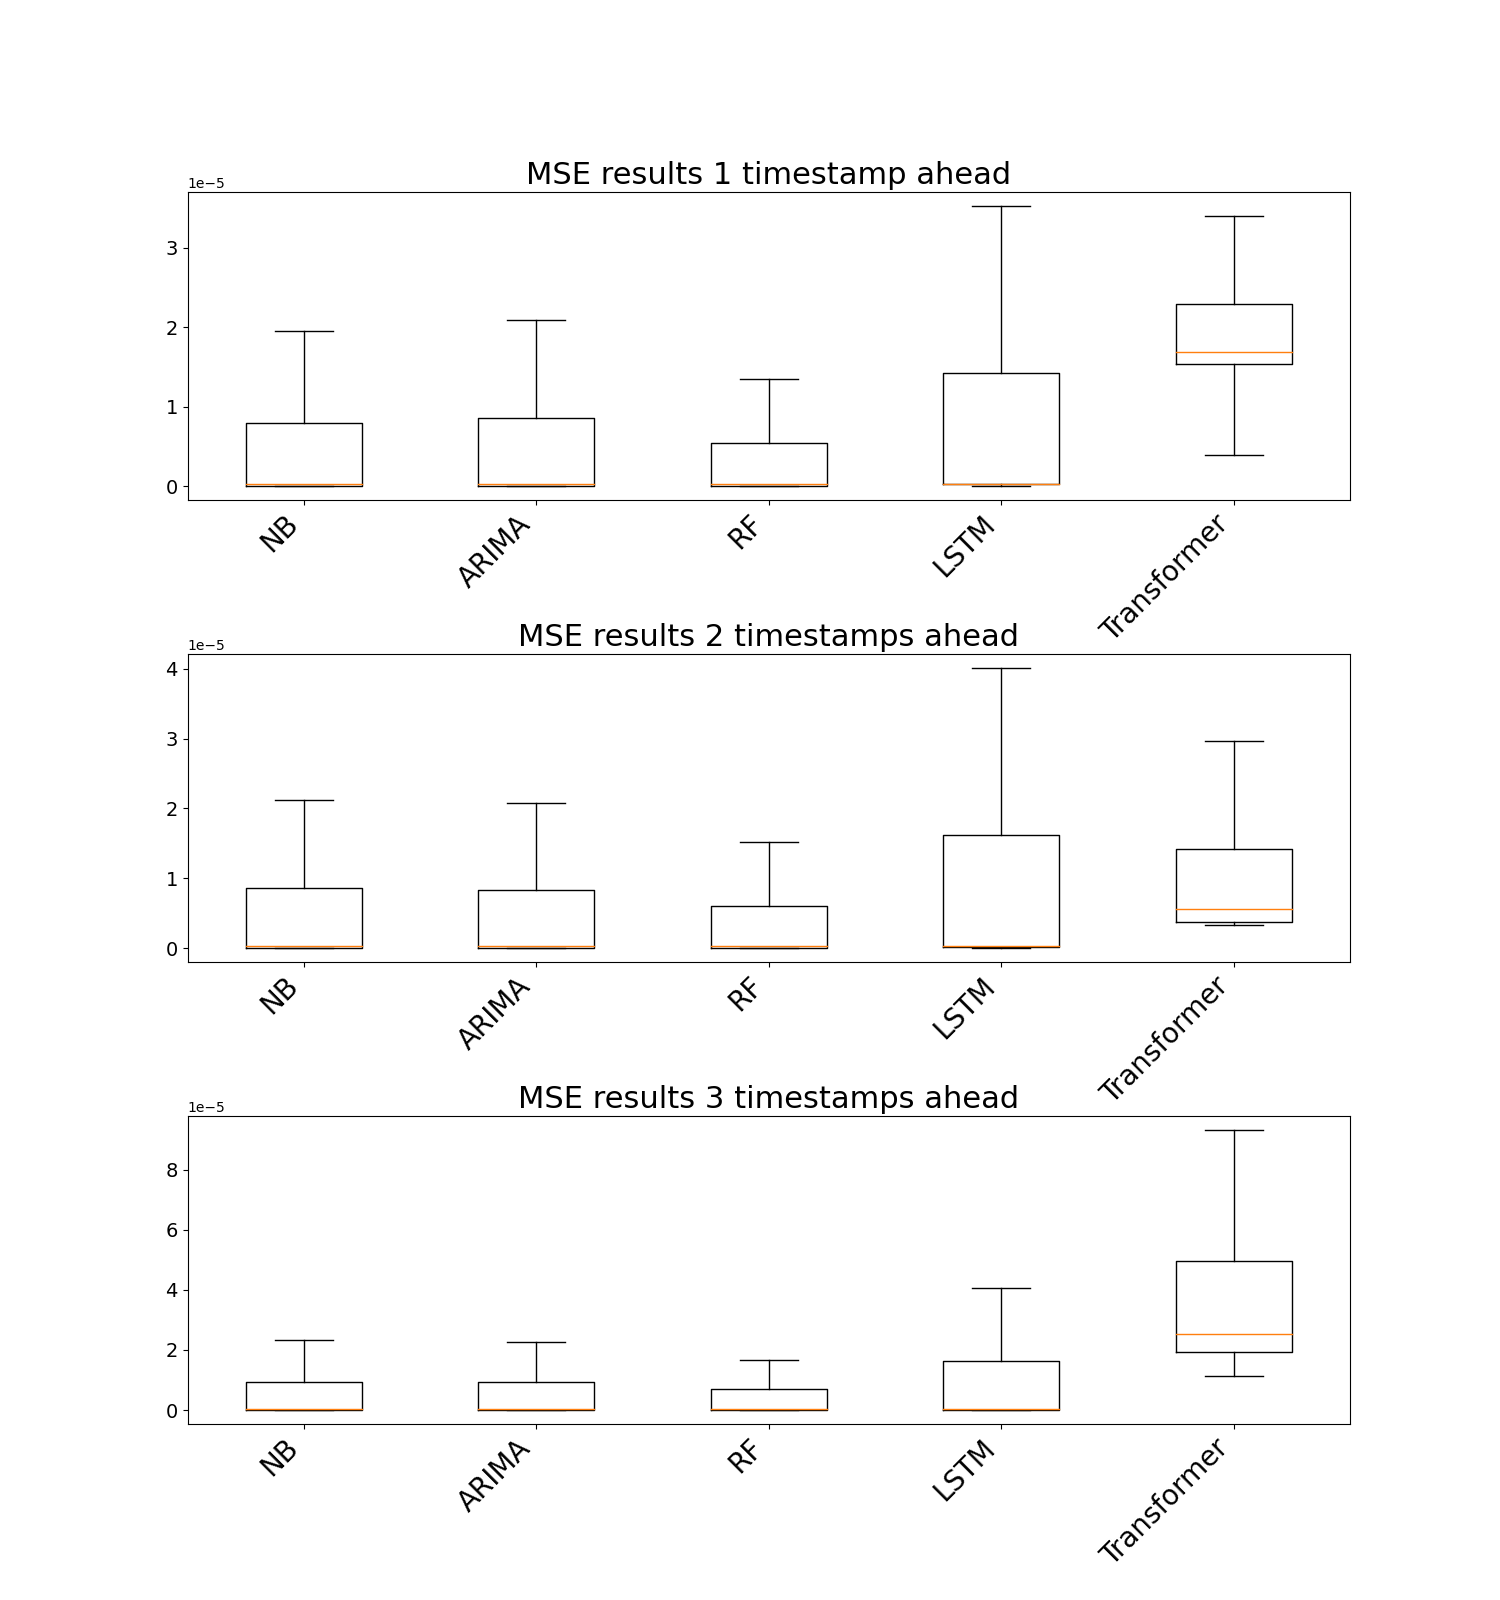 MSE results 1 timestamp ahead
1e−5
3
2
1
0
NB
ARIMA
RF
LSTM
Transformer
MSE results 2 timestamps ahead
1e−5
4
3
2
1
0
NB
ARIMA
RF
LSTM
Transformer
MSE results 3 timestamps ahead
1e−5
8
6
4
2
0
NB
ARIMA
RF
LSTM
Transformer